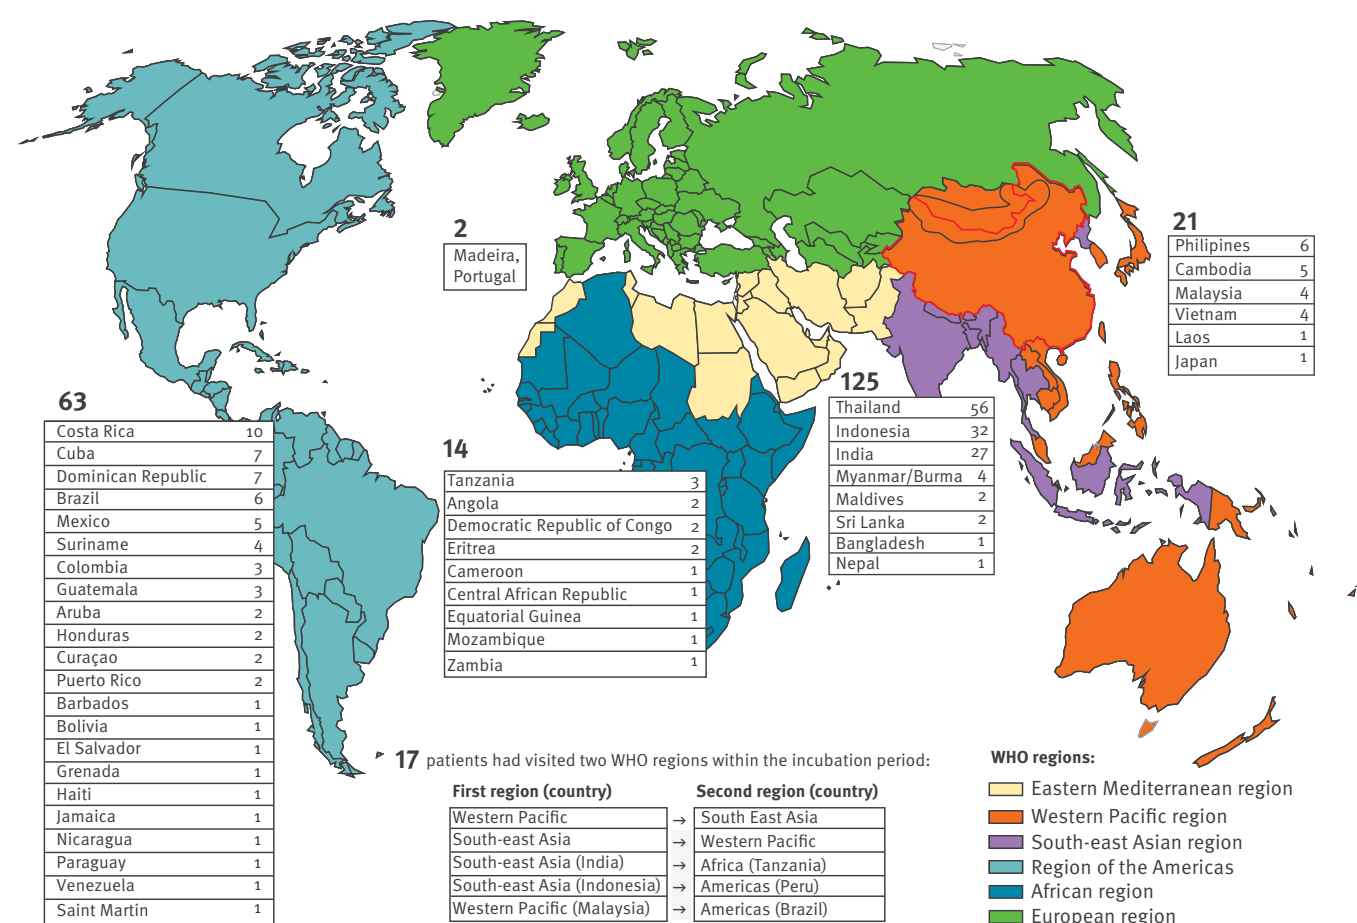 2
Madeira,
Portugal
21
Philipines 6
Cambodia 5
Malaysia 4
Vietnam 4
Laos 1
Japan 1
125
Thailand 56
Indonesia 32
India 27
Myanmar/Burma 4
Maldives 2
Sri Lanka 2
Bangladesh 1
Nepal 1
63
Costa Rica 10
Cuba 7
Dominican Republic 7
Brazil 6
Mexico 5
Suriname 4
Colombia 3
Guatemala 3
Aruba 2
Honduras 2
Curaçao 2
Puerto Rico 2
Barbados 1
Bolivia 1
El Salvador 1
Grenada 1
Haiti 1
Jamaica 1
Nicaragua 1
Paraguay 1
Venezuela 1
Saint Martin 1
14
Tanzania 3
Angola 2
Democratic Republic of Congo 2
Eritrea 2
Cameroon 1
Central African Republic 1
Equatorial Guinea 1
Mozambique 1
Zambia 1
17 patients had visited two WHO regions within the incubation period:
First region (country) Second region (country)
Western Pacific → South East Asia
South-east Asia → Western Pacific
South-east Asia (India) → Africa (Tanzania)
South-east Asia (Indonesia) → Americas (Peru)
Western Pacific (Malaysia) → Americas (Brazil)
WHO regions:
Eastern Mediterranean region
Western Pacific region
South-east Asian region
Region of the Americas
African region
European region